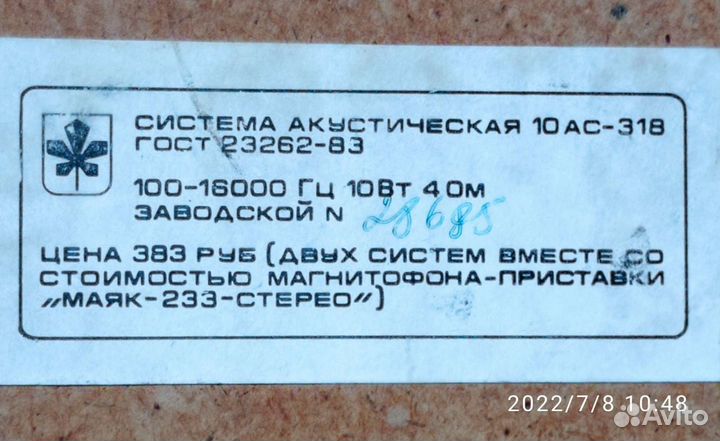 СИСТЕМА АКУСТИЧЕСКАЯ 10АС-318
ГОСТ 23262-83
100-16000 Гц 10Вт 4Ом
ЗАВОДСКОЙ N 28685
ЦЕНА 383 РУБ (ДВУХ СИСТЕМ ВМЕСТЕ СО
СТОИМОСТЬЮ МАГНИТОФОНА-ПРИСТАВКИ
„МАЯК-233-СТЕРЕО”)
2022/7/8 10:48
Avito